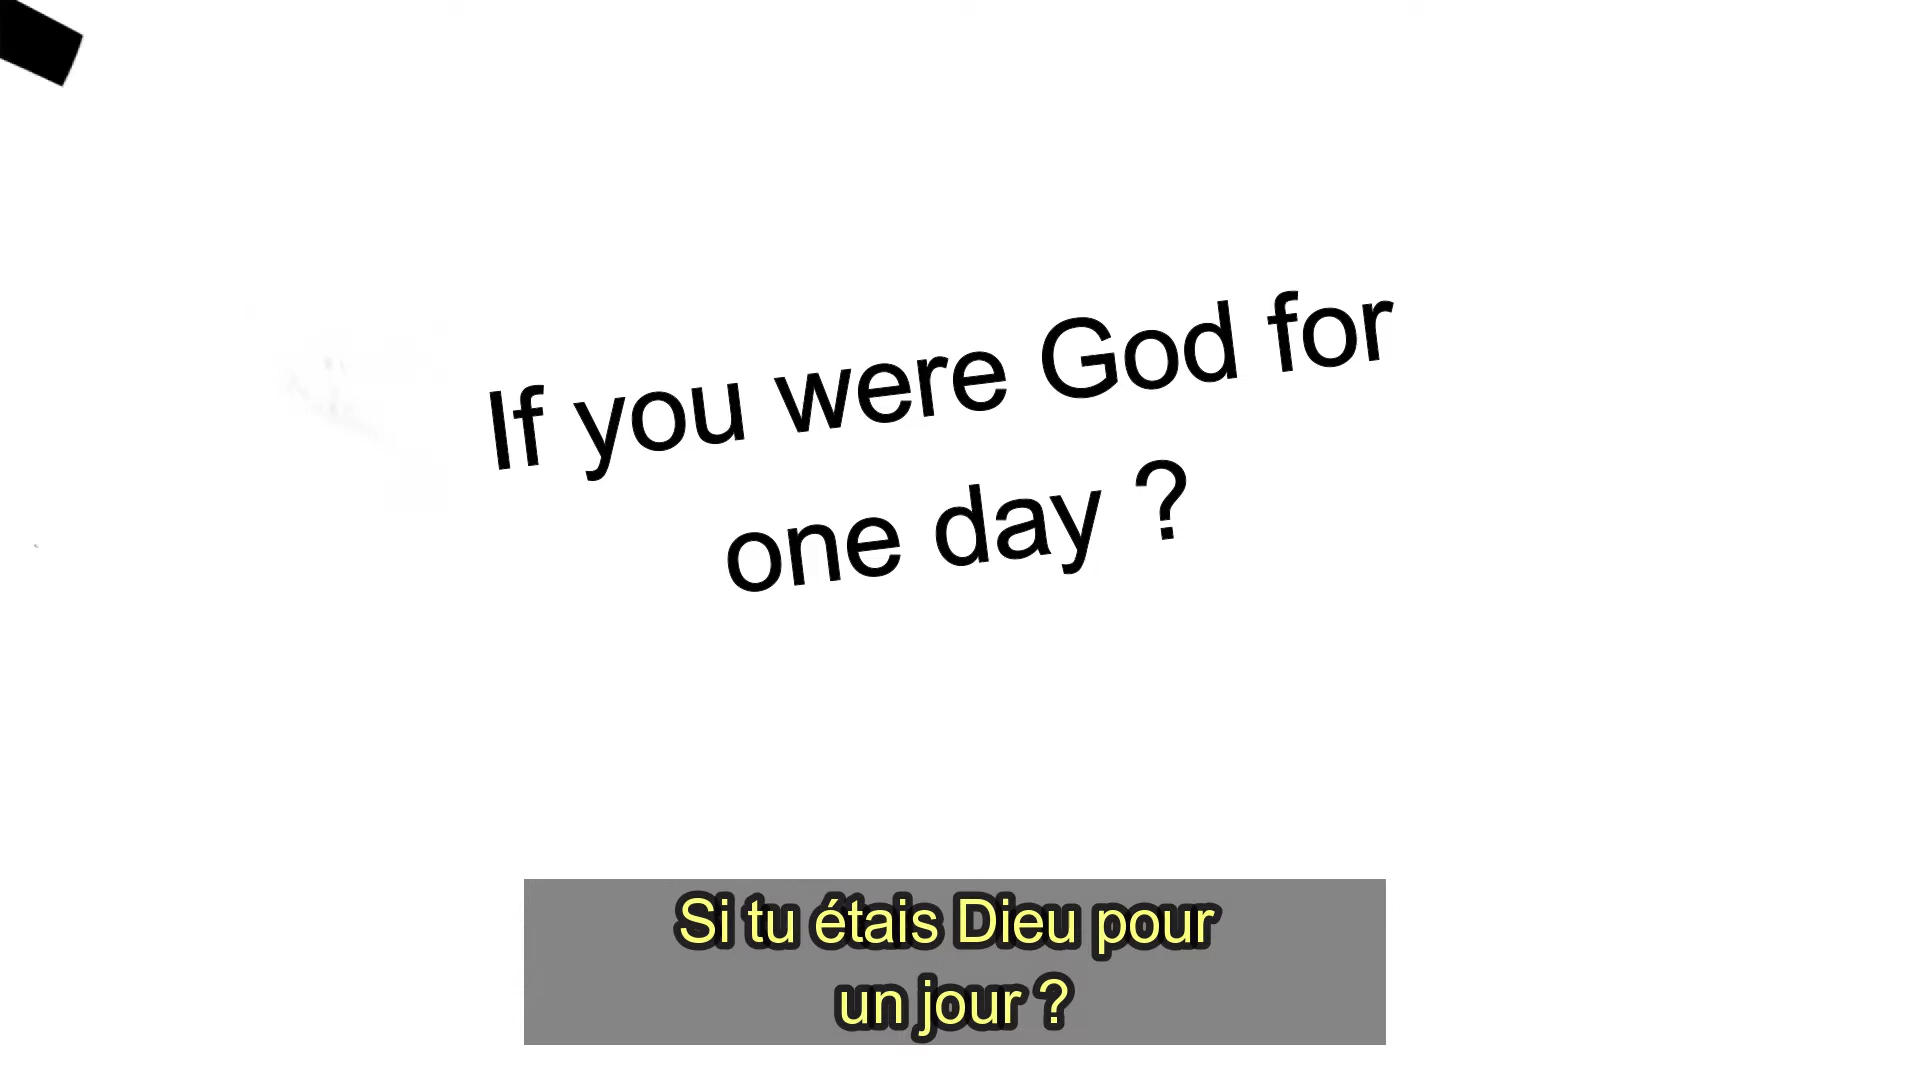 If you were God for
one day ?
Si tu étais Dieu pour
un jour ?